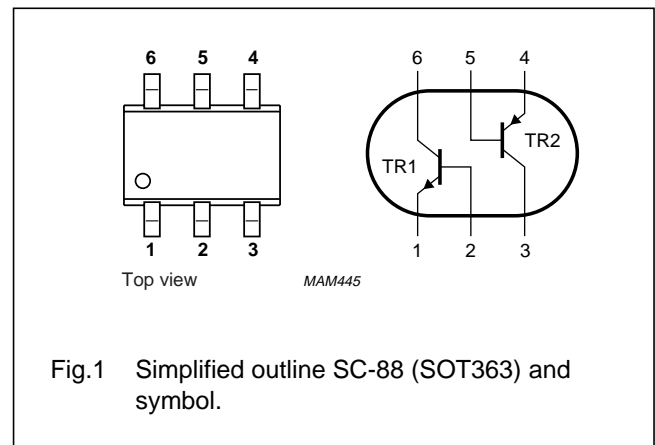 6 5 4
6 5 4
TR1
TR2
1 2 3
1 2 3
Top view
MAM445
Fig.1 Simplified outline SC-88 (SOT363) and
symbol.